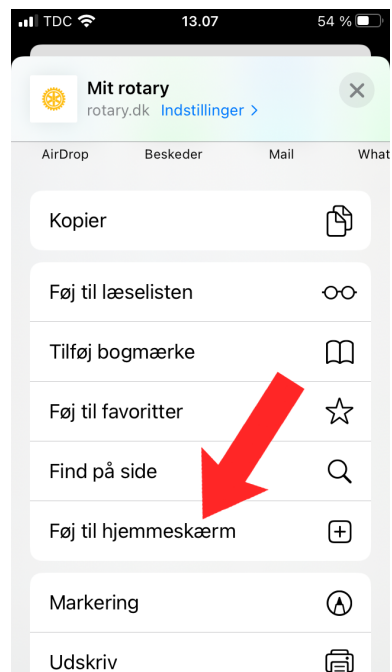 TDC 13.07 54 %
Mit rotary
rotary.dk Indstillinger >
AirDrop Beskeder Mail What
Kopier
Føj til læselisten
Tilføj bogmærke
Føj til favoritter
Find på side
Føj til hjemmeskærm
Markering
Udskriv